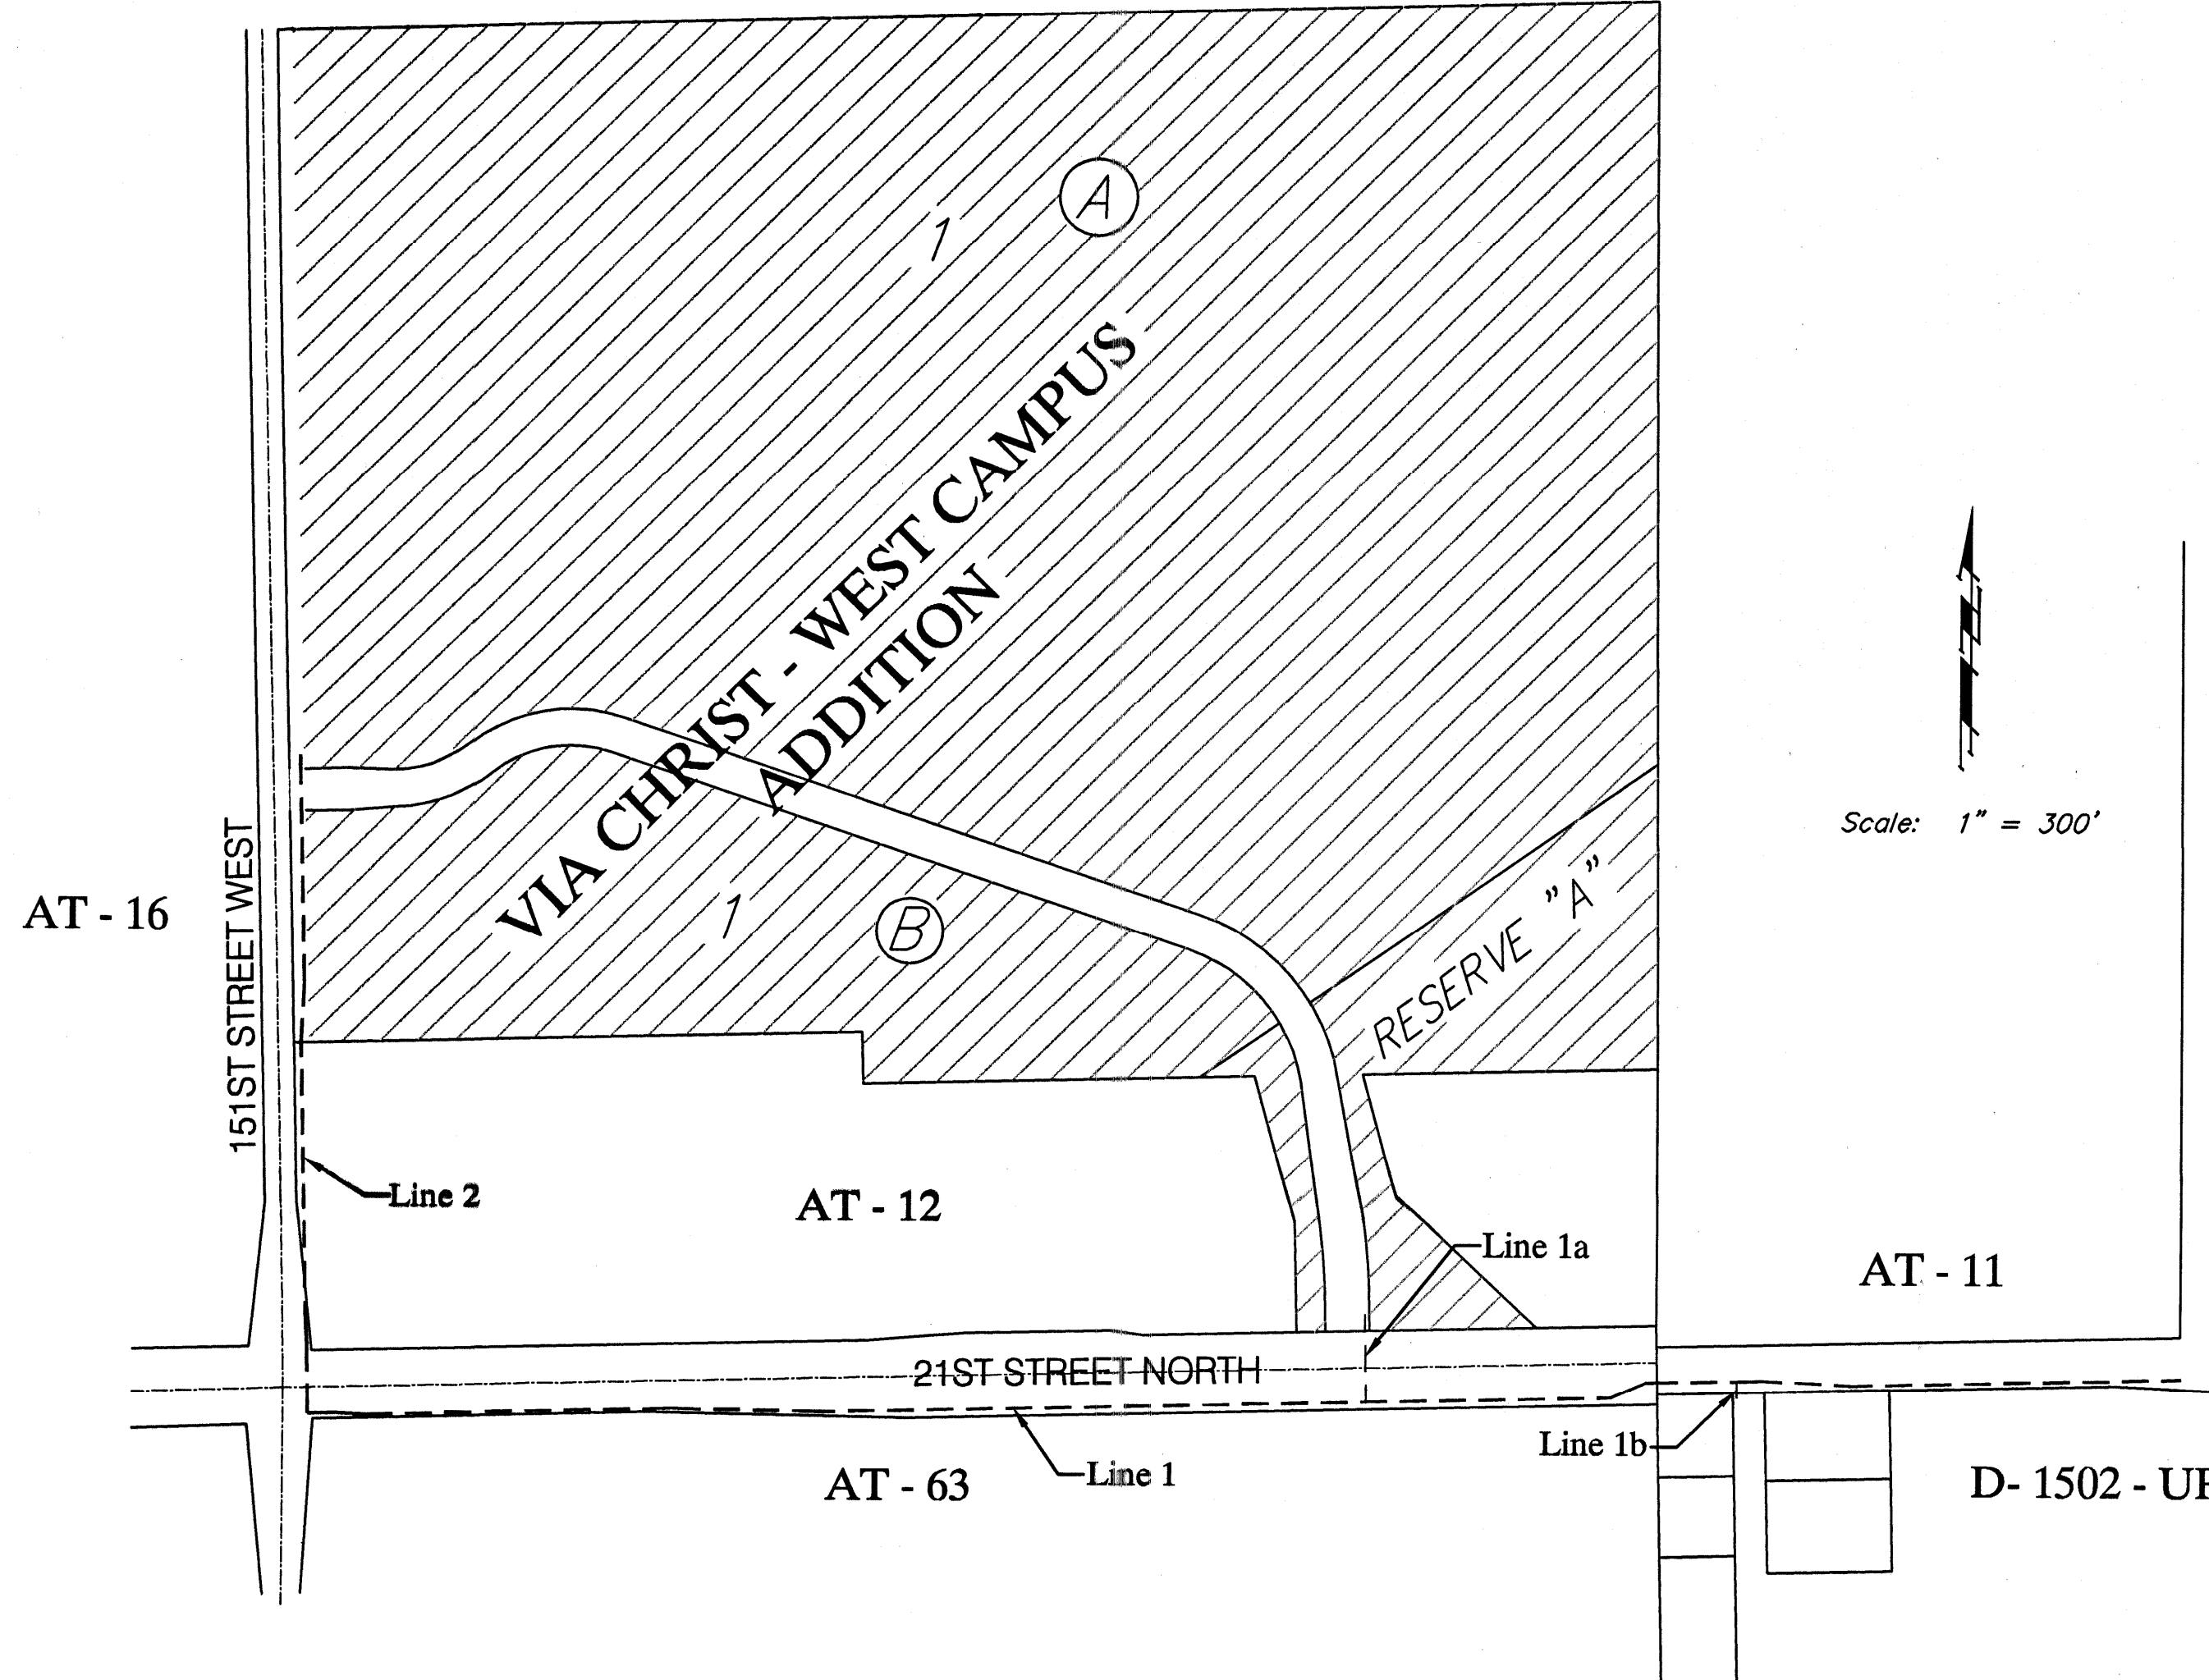 A
1
VIA CHRIST - WEST CAMPUS
ADDITION
Scale: 1" = 300'
151ST STREET WEST
AT - 16
1
B
RESERVE "A"
Line 2
AT - 12
Line 1a
AT - 11
21ST STREET NORTH
Line 1b
Line 1
AT - 63
D- 1502 -